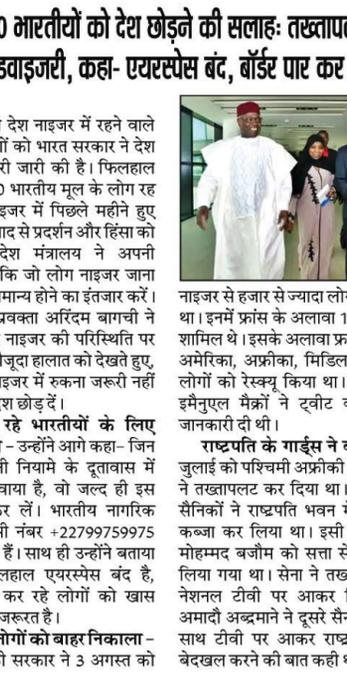 0 भारतीयों को देश छोड़ने की सलाहः तख्तापल
डवाइजरी, कहा- एयरस्पेस बंद, बॉर्डर पार कर
देश नाइजर में रहने वाले
ों को भारत सरकार ने देश
री जारी की है। फिलहाल
0 भारतीय मूल के लोग रह
इजर में पिछले महीने हुए
ाद से प्रदर्शन और हिंसा को
देश मंत्रालय ने अपनी
कि जो लोग नाइजर जाना
मान्य होने का इंतजार करें।
प्रवक्ता अरिंदम बागची ने
नाइजर की परिस्थिति पर
ौजूदा हालात को देखते हुए,
इजर में रुकना जरूरी नहीं
श छोड़ दें।
रहे भारतीयों के लिए
– उन्होंने आगे कहा– जिन
ी नियामे के दूतावास में
वाया है, वो जल्द ही इस
र लें। भारतीय नागरिक
सी नंबर +22799759975
हैं। साथ ही उन्होंने बताया
लहाल एयरस्पेस बंद है,
कर रहे लोगों को खास
जरूरत है।
लोगों को बाहर निकाला –
ी सरकार ने 3 अगस्त को
नाइजर से हजार से ज्यादा लो
था। इनमें फ्रांस के अलावा 1
शामिल थे। इसके अलावा फ्र
अमेरिका, अफ्रीका, मिडिल
लोगों को रेस्क्यू किया था।
इमैनुएल मैक्रों ने ट्वीट क
जानकारी दी थी।
राष्ट्रपति के गार्ड्स ने त
जुलाई को पश्चिमी अफ्रीकी
ने तख्तापलट कर दिया था।
सैनिकों ने राष्ट्रपति भवन में
कब्जा कर लिया था। इसी
मोहम्मद बजौम को सत्ता से
लिया गया था। सेना ने तख्
नेशनल टीवी पर आकर f
अमादौ अब्द्रमाने ने दूसरे सैन
साथ टीवी पर आकर राष्ट्र
बेदखल करने की बात कही थ